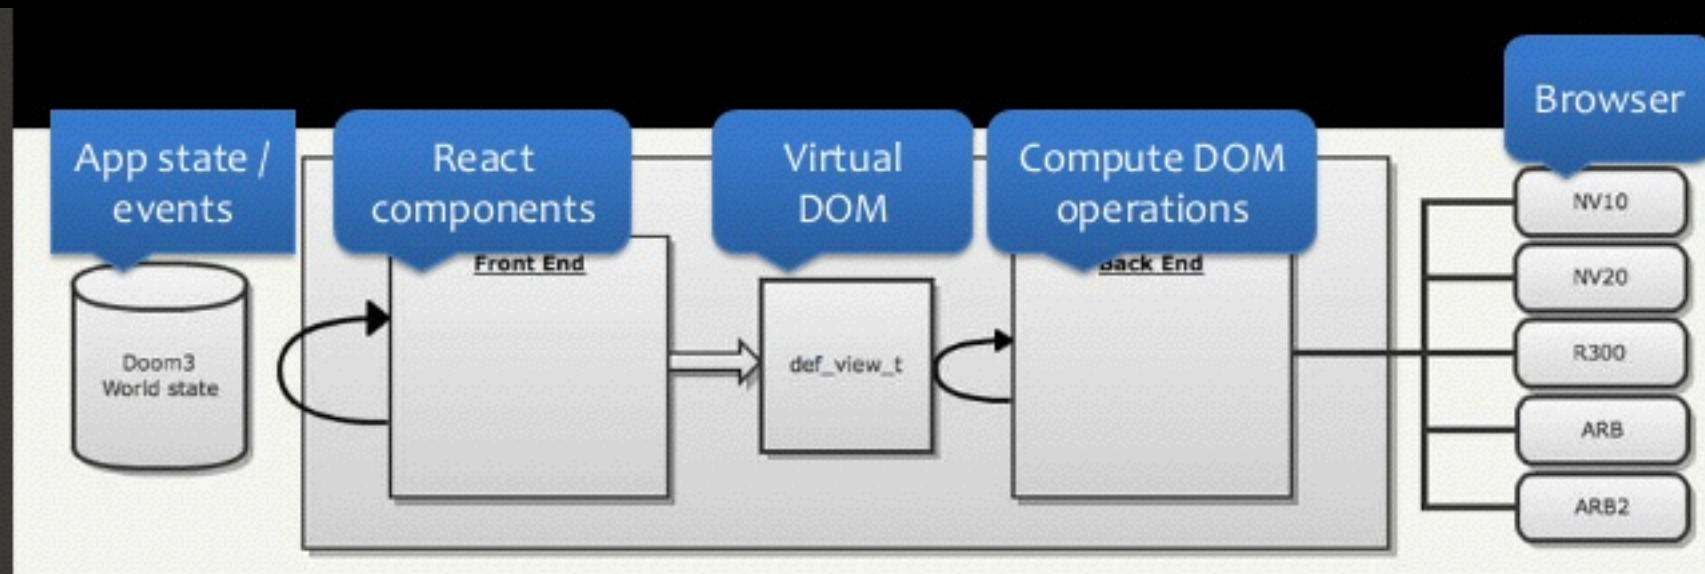 Browser
App state /
events
React
components
Virtual
DOM
Compute DOM
operations
Front End
Back End
Doom3
World state
def_view_t
NV10
NV20
R300
ARB
ARB2